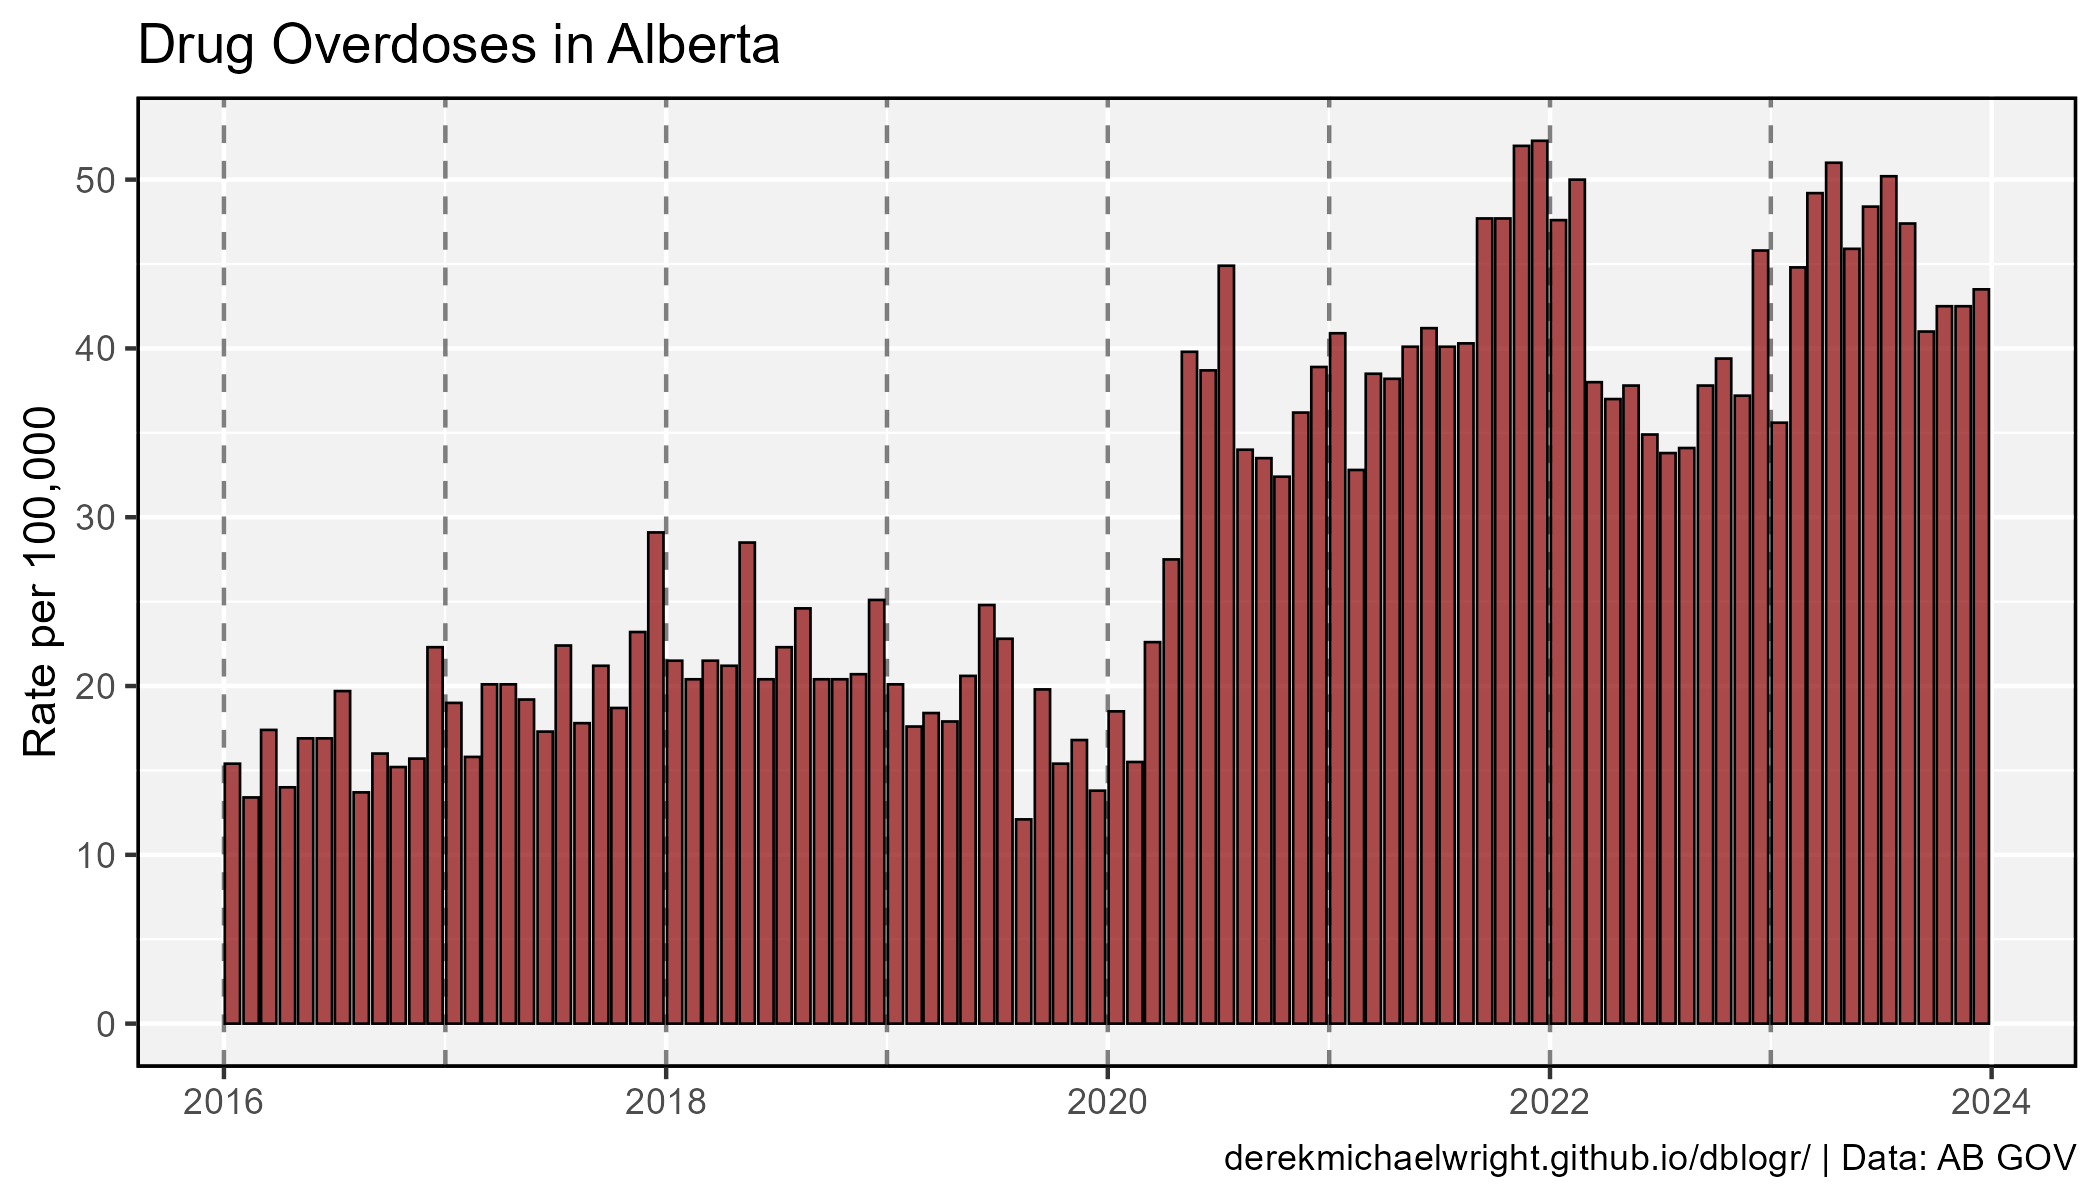 Drug Overdoses in Alberta
Rate per 100,000
50
40
30
20
10
0
2016 2018 2020 2022 2024
derekmichaelwright.github.io/dblogr/ | Data: AB GOV